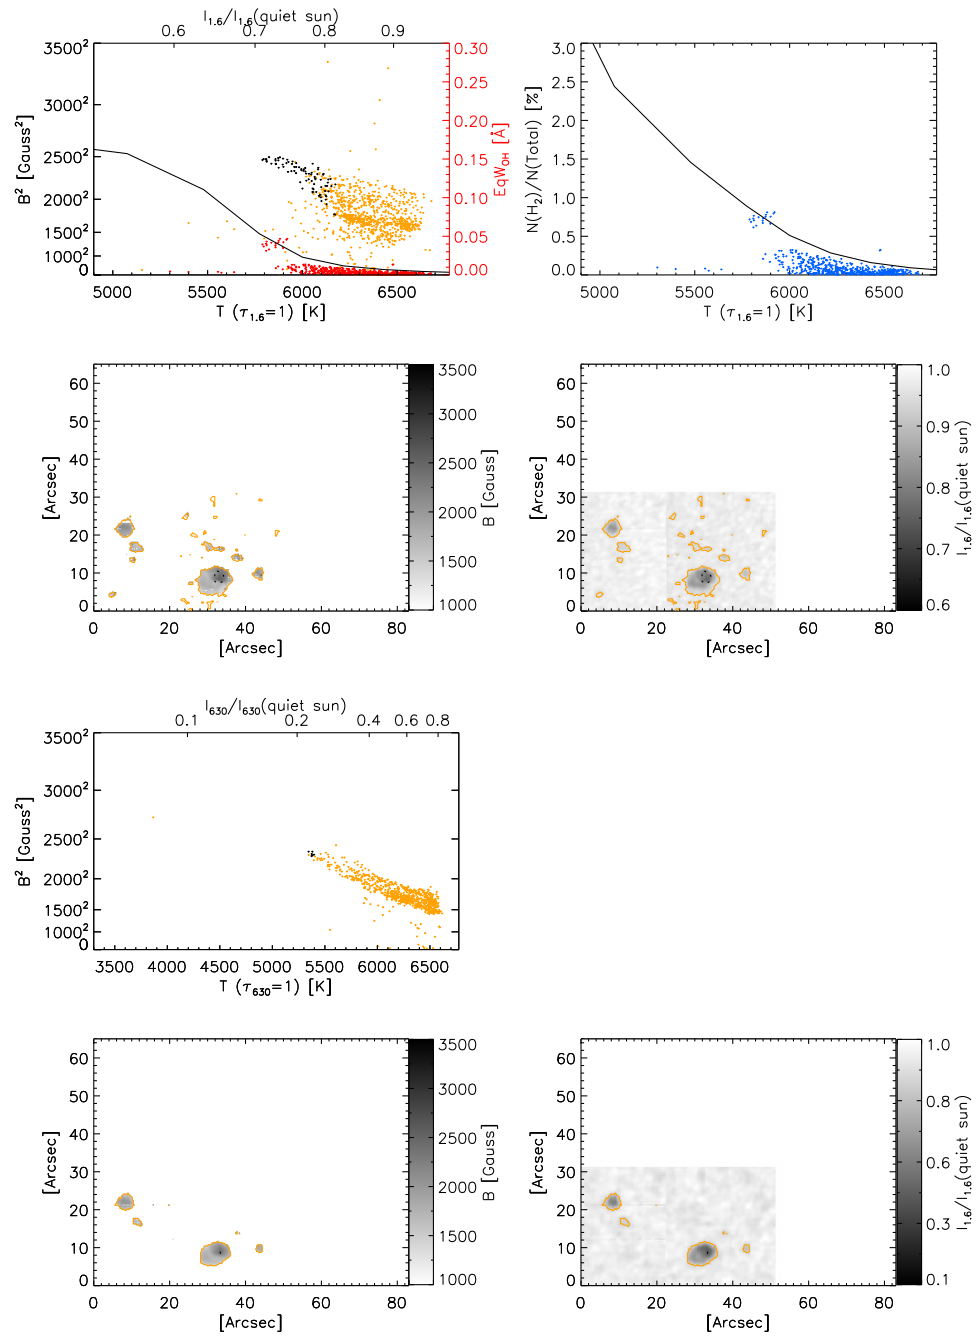 I1.6/I1.6(quiet sun)
0.6 0.7 0.8 0.9
3500² 3000² 2500² 2000² 1500² 1000² 0
B² [Gauss²]
0.30 0.25 0.20 0.15 0.10 0.05 0.00
EqWOH [Å]
5000 5500 6000 6500
T (τ1.6=1) [K]
3.0 2.5 2.0 1.5 1.0 0.5 0.0
N(H2)/N(Total) [%]
5000 5500 6000 6500
T (τ1.6=1) [K]
60 50 40 30 20 10 0
[Arcsec]
0 20 40 60 80
[Arcsec]
3500 3000 2500 2000 1500 1000
B [Gauss]
60 50 40 30 20 10 0
[Arcsec]
0 20 40 60 80
[Arcsec]
1.0 0.9 0.8 0.7 0.6
I1.6/I1.6(quiet sun)
I630/I630(quiet sun)
0.1 0.2 0.4 0.6 0.8
3500² 3000² 2500² 2000² 1500² 1000² 0
B² [Gauss²]
3500 4000 4500 5000 5500 6000 6500
T (τ630=1) [K]
60 50 40 30 20 10 0
[Arcsec]
0 20 40 60 80
[Arcsec]
3500 3000 2500 2000 1500 1000
B [Gauss]
60 50 40 30 20 10 0
[Arcsec]
0 20 40 60 80
[Arcsec]
1.0 0.8 0.6 0.3 0.1
I1.6/I1.6(quiet sun)